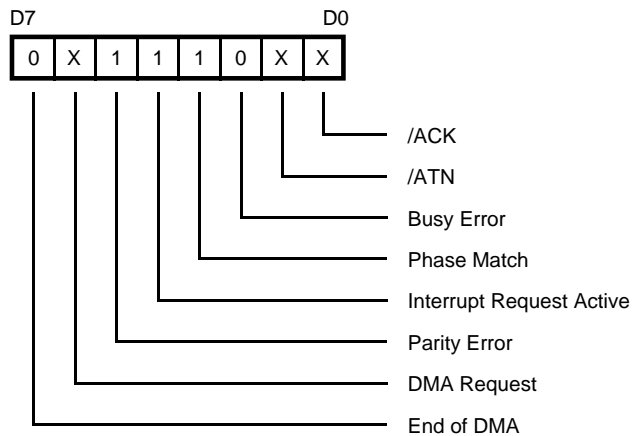 D7 D0
0 X 1 1 1 0 X X
/ACK
/ATN
Busy Error
Phase Match
Interrupt Request Active
Parity Error
DMA Request
End of DMA